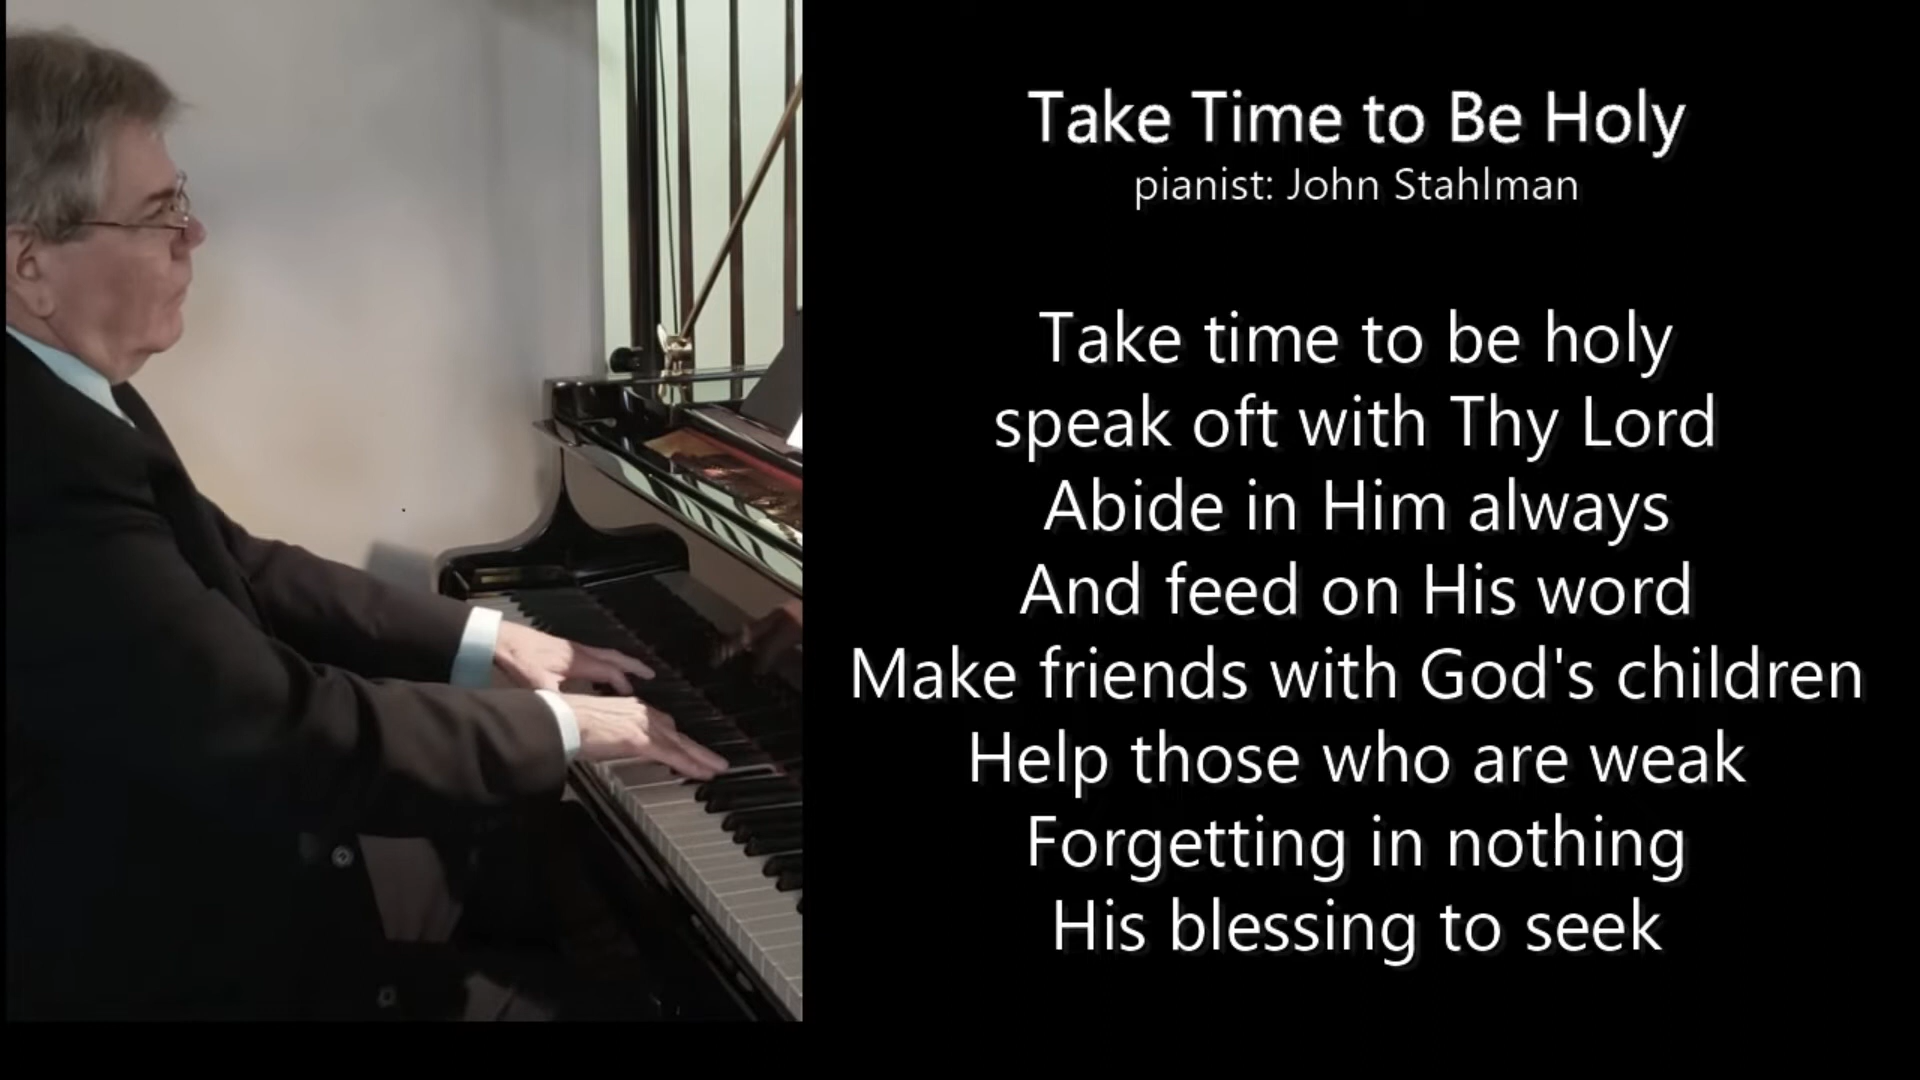 Take Time to Be Holy
pianist: John Stahlman
Take time to be holy
speak oft with Thy Lord
Abide in Him always
And feed on His word
Make friends with God's children
Help those who are weak
Forgetting in nothing
His blessing to seek